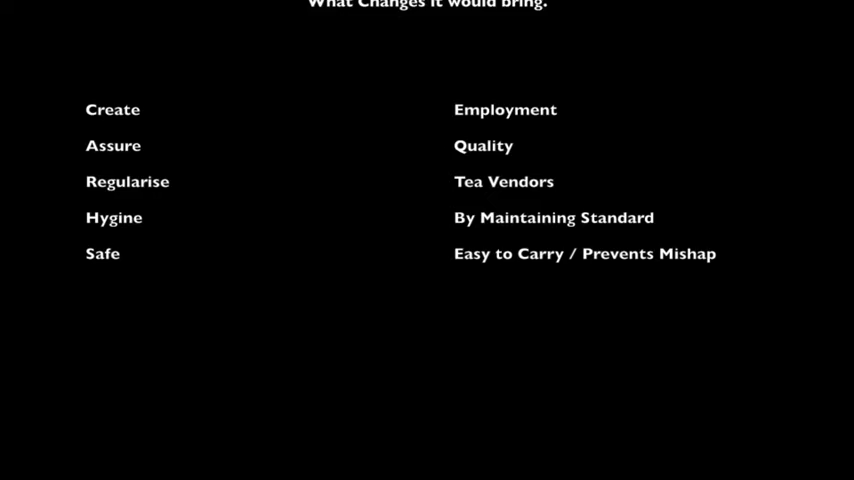 What Changes it would bring.
Create Employment
Assure Quality
Regularise Tea Vendors
Hygine By Maintaining Standard
Safe Easy to Carry / Prevents Mishap